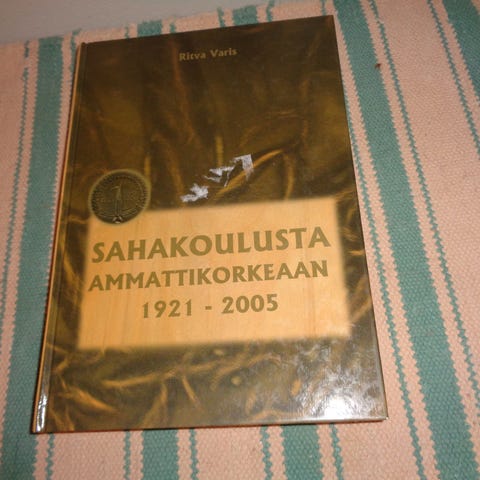 Ritva Varis
SAHAKOULUSTA
AMMATTIKORKEAAN
1921 - 2005